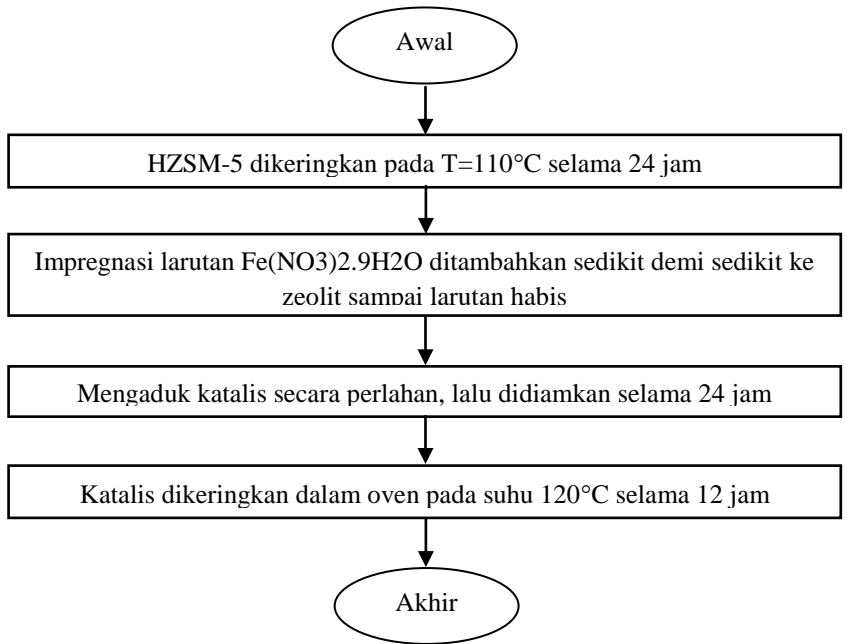 Awal
HZSM-5 dikeringkan pada T=110°C selama 24 jam
Impregnasi larutan Fe(NO3)2.9H2O ditambahkan sedikit demi sedikit ke
zeolit sampai larutan habis
Mengaduk katalis secara perlahan, lalu didiamkan selama 24 jam
Katalis dikeringkan dalam oven pada suhu 120°C selama 12 jam
Akhir